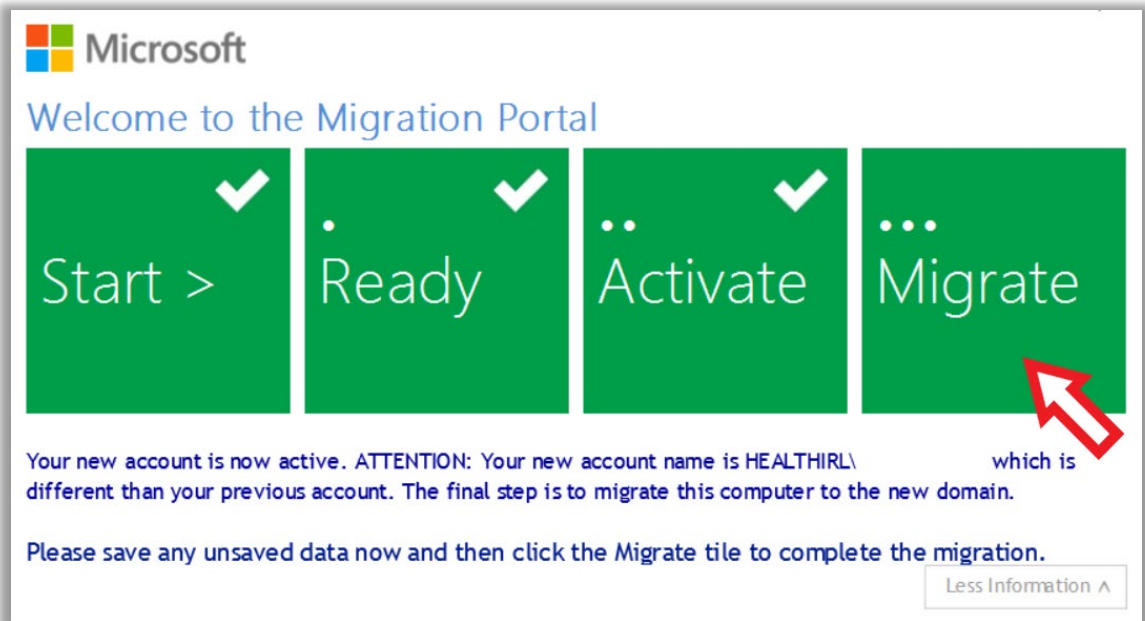 Microsoft
Welcome to the Migration Portal
Start >
Ready
Activate
Migrate
Your new account is now active. ATTENTION: Your new account name is HEALTHIRL\ which is
different than your previous account. The final step is to migrate this computer to the new domain.
Please save any unsaved data now and then click the Migrate tile to complete the migration.
Less Information ʌ